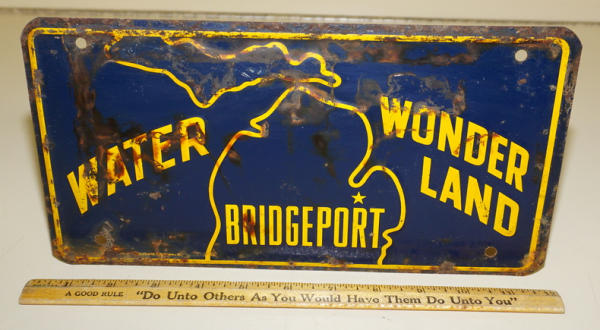 WATER
WONDER
LAND
BRIDGEPORT
A GOOD RULE "Do Unto Others As You Would Have Them Do Unto You"